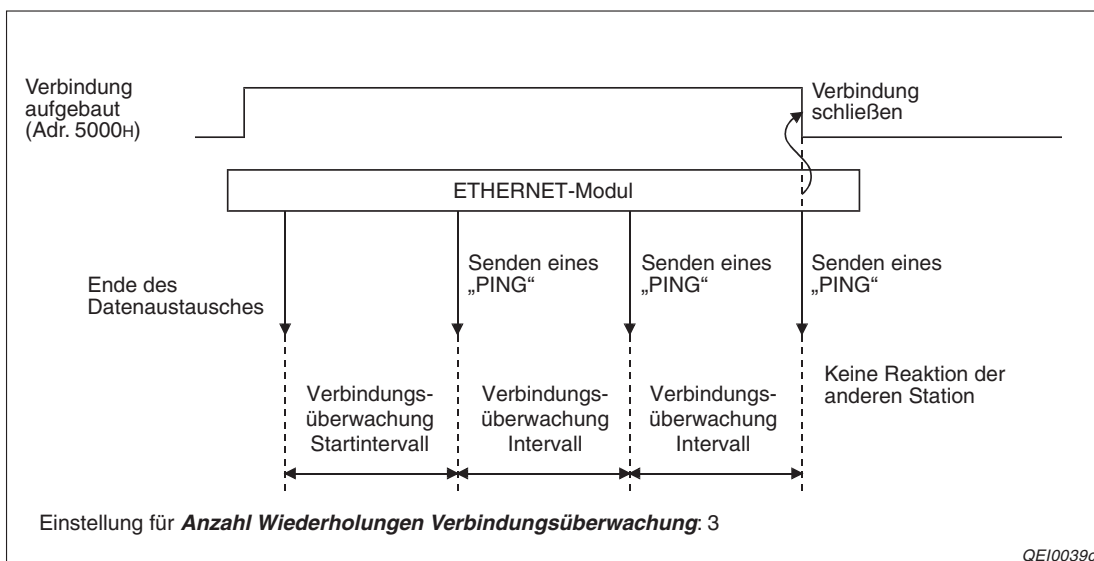 Verbindung
aufgebaut
(Adr. 5000H)
Verbindung
schließen
ETHERNET-Modul
Ende des
Datenaustausches
Senden eines
„PING“
Senden eines
„PING“
Senden eines
„PING“
Verbindungs-
überwachung
Startintervall
Verbindungs-
überwachung
Intervall
Verbindungs-
überwachung
Intervall
Keine Reaktion der
anderen Station
Einstellung für Anzahl Wiederholungen Verbindungsüberwachung: 3
QEI0039c